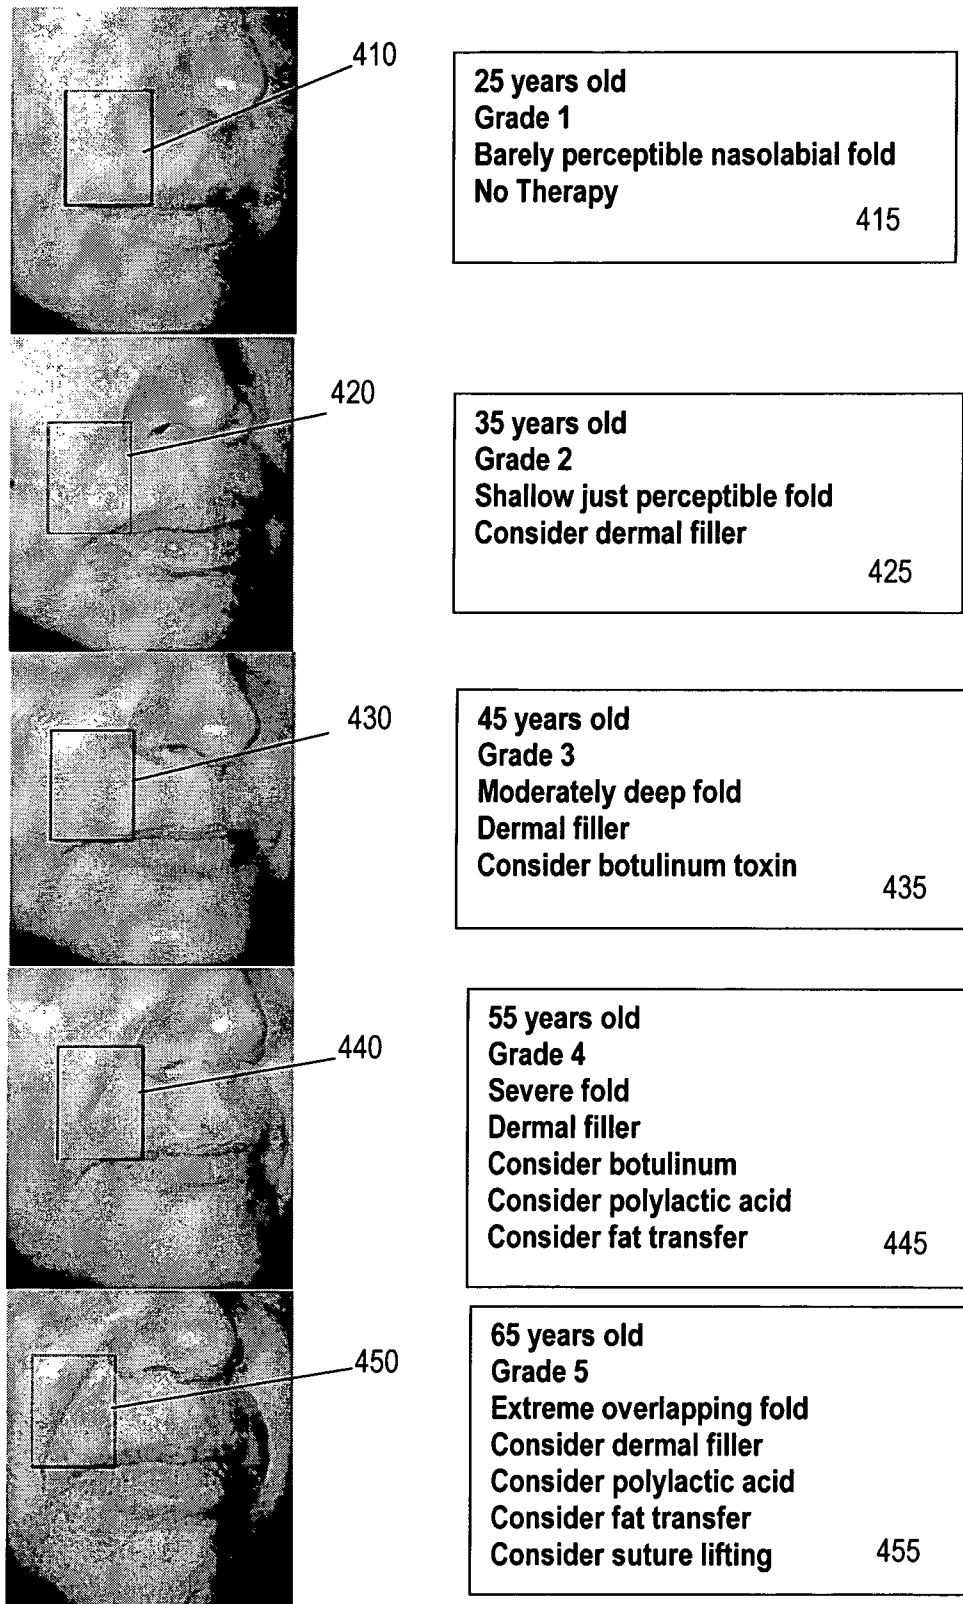 410
25 years old
Grade 1
Barely perceptible nasolabial fold
No Therapy
415
420
35 years old
Grade 2
Shallow just perceptible fold
Consider dermal filler
425
430
45 years old
Grade 3
Moderately deep fold
Dermal filler
Consider botulinum toxin
435
440
55 years old
Grade 4
Severe fold
Dermal filler
Consider botulinum
Consider polylactic acid
Consider fat transfer
445
450
65 years old
Grade 5
Extreme overlapping fold
Consider dermal filler
Consider polylactic acid
Consider fat transfer
Consider suture lifting
455